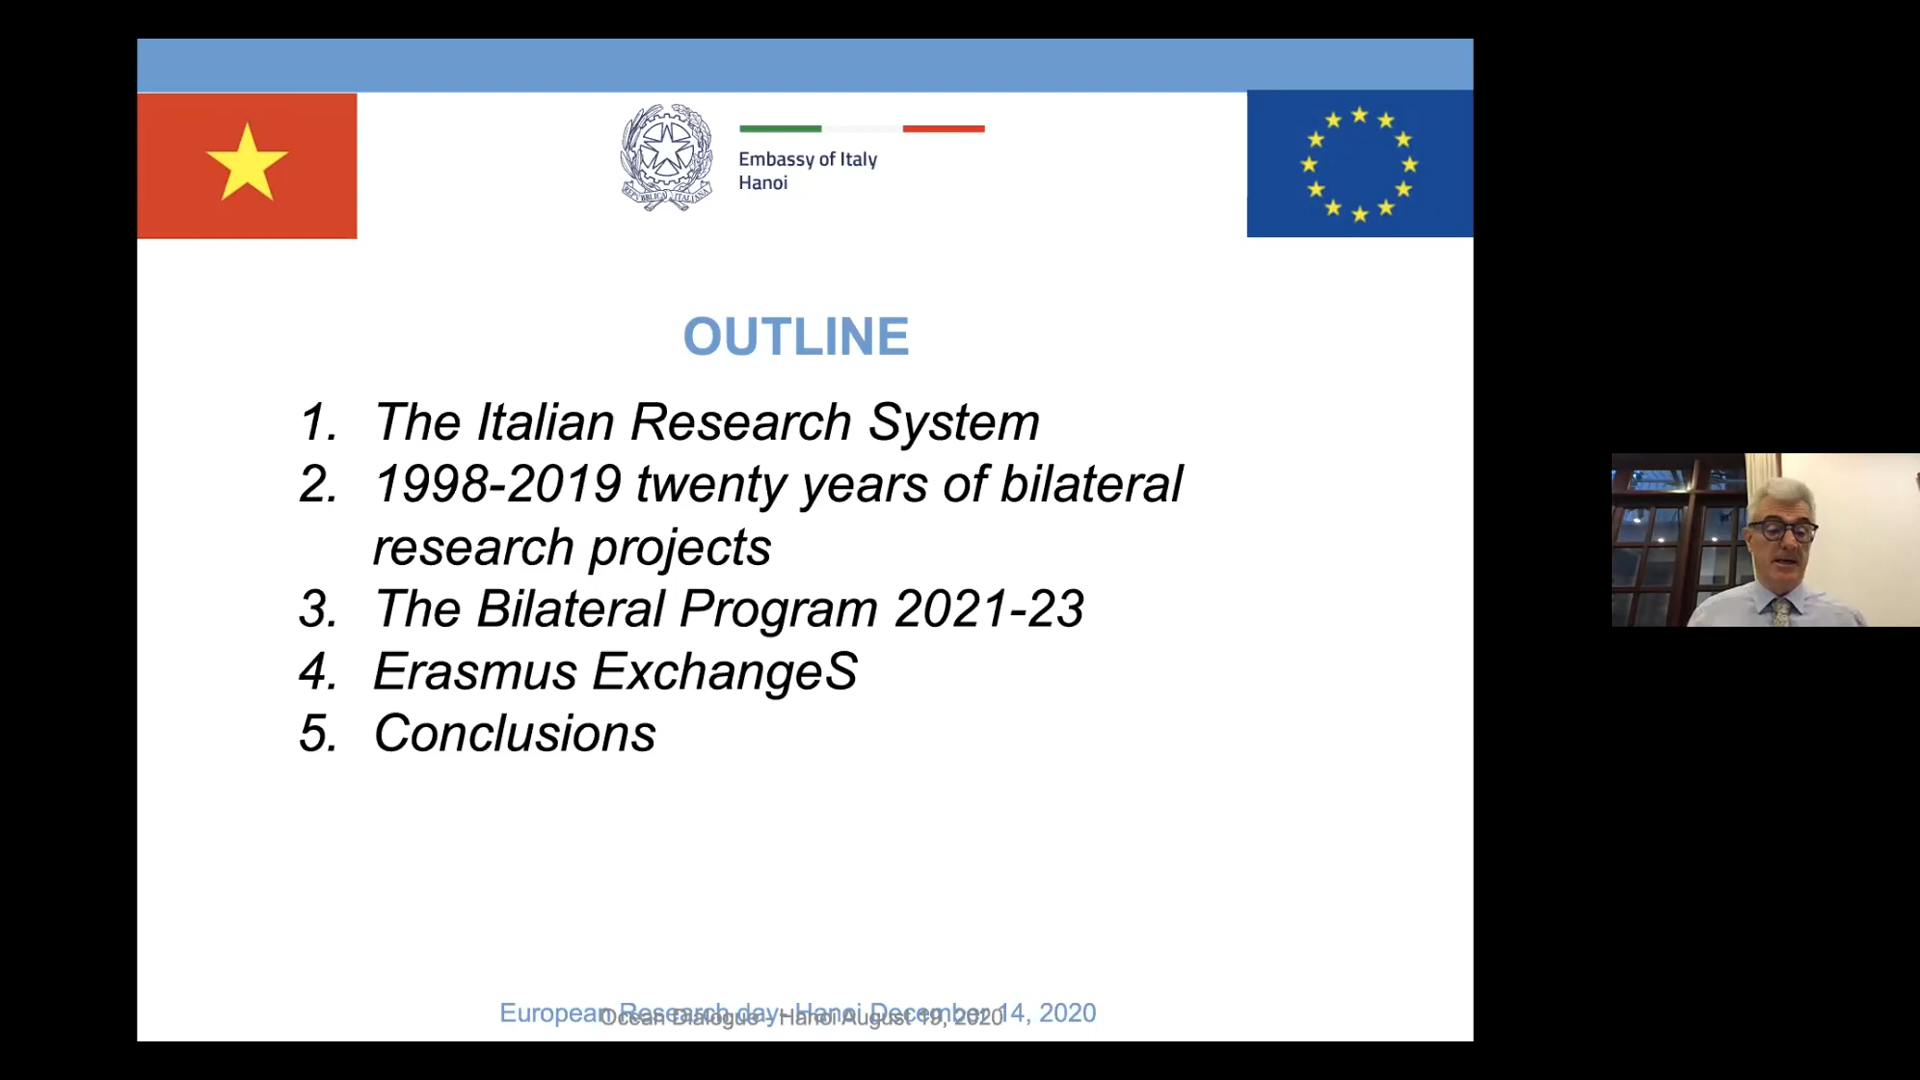 REPVBBLICA ITALIANA
Embassy of Italy
Hanoi
OUTLINE
1. The Italian Research System
2. 1998-2019 twenty years of bilateral
research projects
3. The Bilateral Program 2021-23
4. Erasmus ExchangeS
5. Conclusions
European Research day- Hanoi December 14, 2020
Ocean Dialogue - Hanoi August 19, 2020